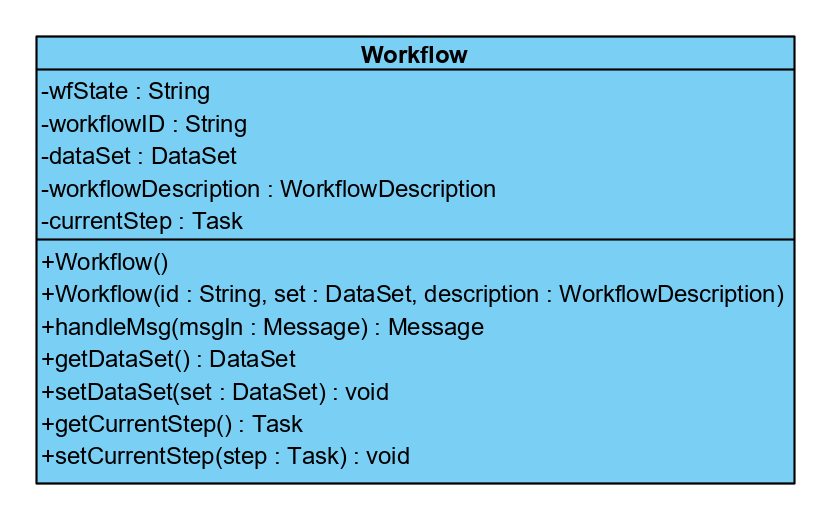 Workflow
-wfState : String
-workflowID : String
-dataSet : DataSet
-workflowDescription : WorkflowDescription
-currentStep : Task
+Workflow()
+Workflow(id : String, set : DataSet, description : WorkflowDescription)
+handleMsg(msgIn : Message) : Message
+getDataSet() : DataSet
+setDataSet(set : DataSet) : void
+getCurrentStep() : Task
+setCurrentStep(step : Task) : void